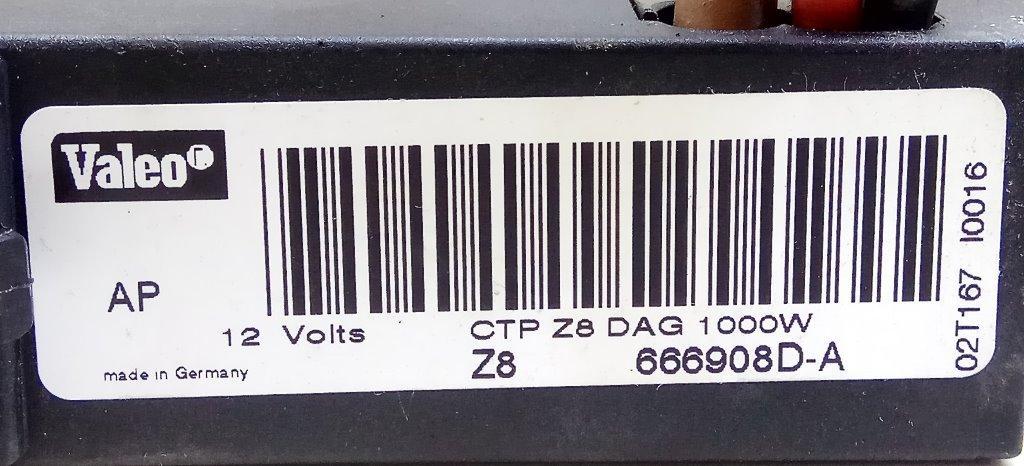 Valeo®
AP
12 Volts
made in Germany
CTP Z8 DAG 1000W
Z8 666908D-A
02T167 I0016